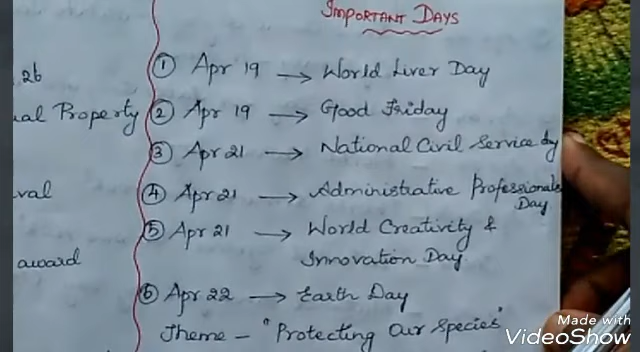 IMPORTANT DAYS
26
① Apr 19 → World Liver Day
al Property
② Apr 19 → Good Friday
③ Apr 21 → National Civil Service day
val
④ Apr 21 → Administrative Professionals
Day
⑤ Apr 21 → World Creativity &
Innovation Day
award
⑥ Apr 22 → Earth Day
Theme - "Protecting Our Species"
Made with
VideoShow